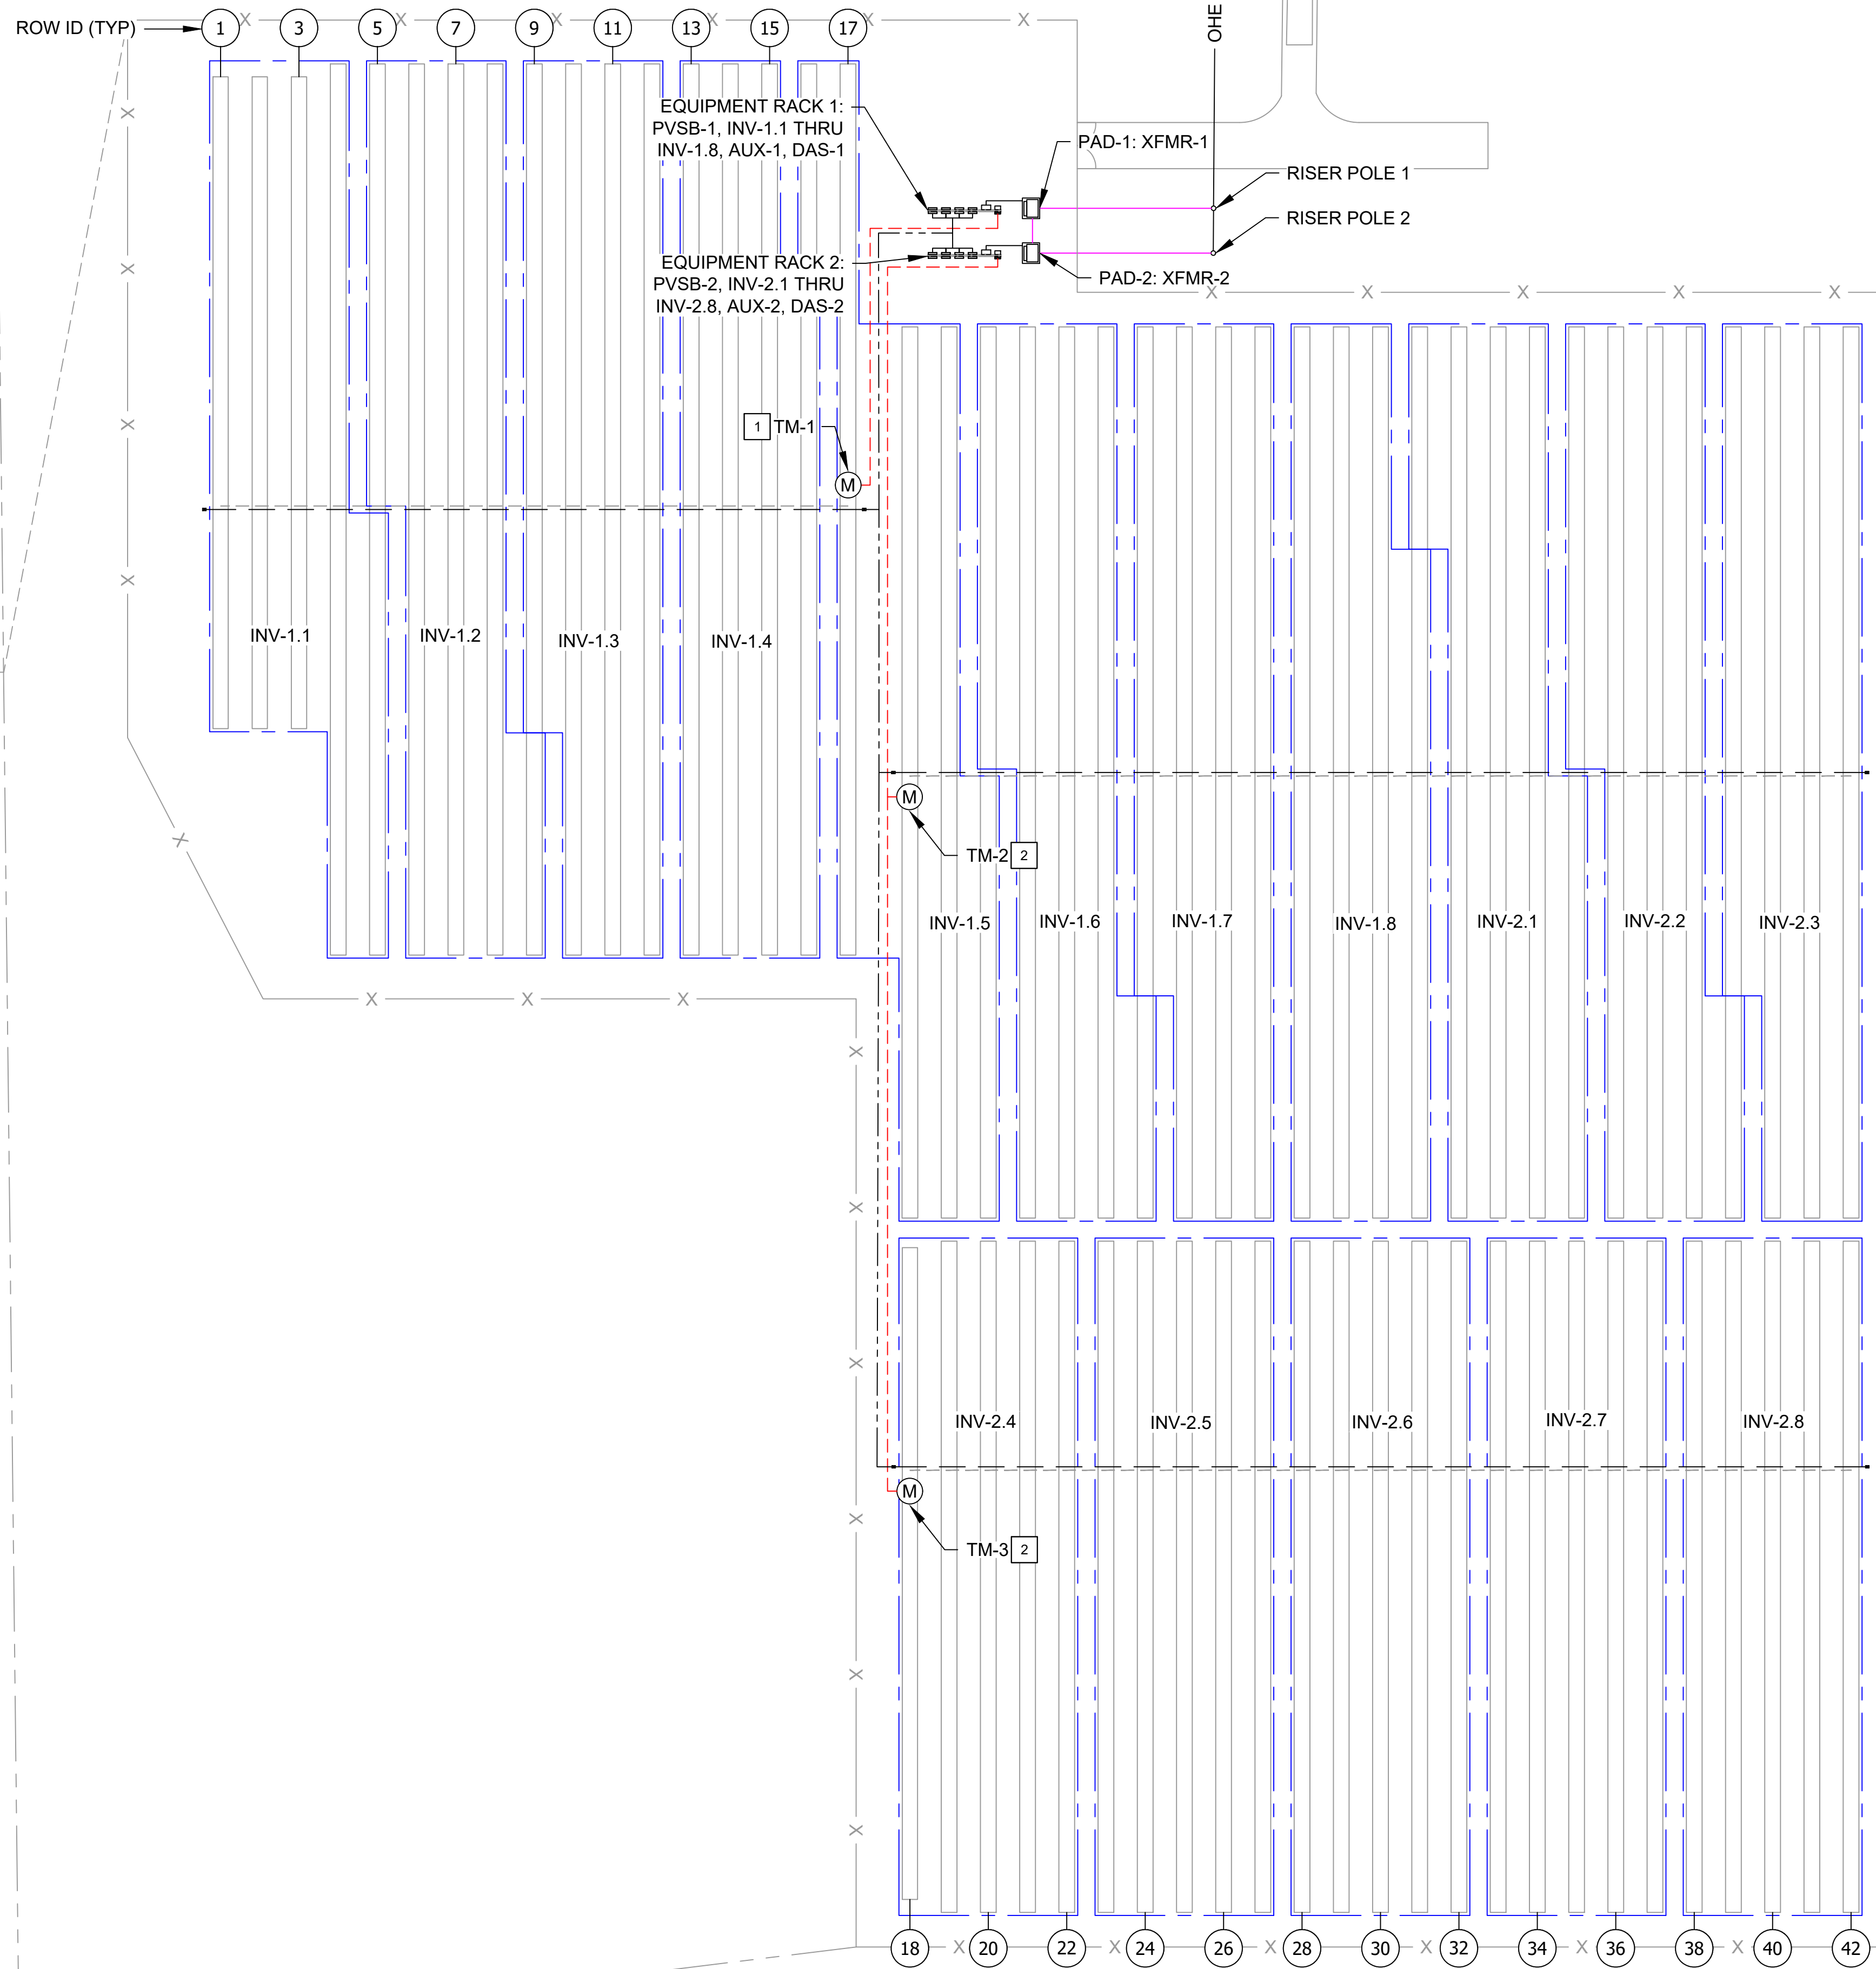 ROW ID (TYP)
1
3
5
7
9
11
13
15
17
X X X X X X
OHE
EQUIPMENT RACK 1:
PVSB-1, INV-1.1 THRU
INV-1.8, AUX-1, DAS-1
PAD-1: XFMR-1
RISER POLE 1
RISER POLE 2
EQUIPMENT RACK 2:
PVSB-2, INV-2.1 THRU
INV-2.8, AUX-2, DAS-2
PAD-2: XFMR-2
X X X X X
X
X
X
X
X
1 TM-1
M
INV-1.1
INV-1.2
INV-1.3
INV-1.4
M
TM-2 2
INV-1.5
INV-1.6
INV-1.7
INV-1.8
INV-2.1
INV-2.2
INV-2.3
X X X
X
X
X
X
X
X
INV-2.4
INV-2.5
INV-2.6
INV-2.7
INV-2.8
M
TM-3 2
18
X
20
22
X
24
26
X
28
30
X
32
34
X
36
38
X
40
42